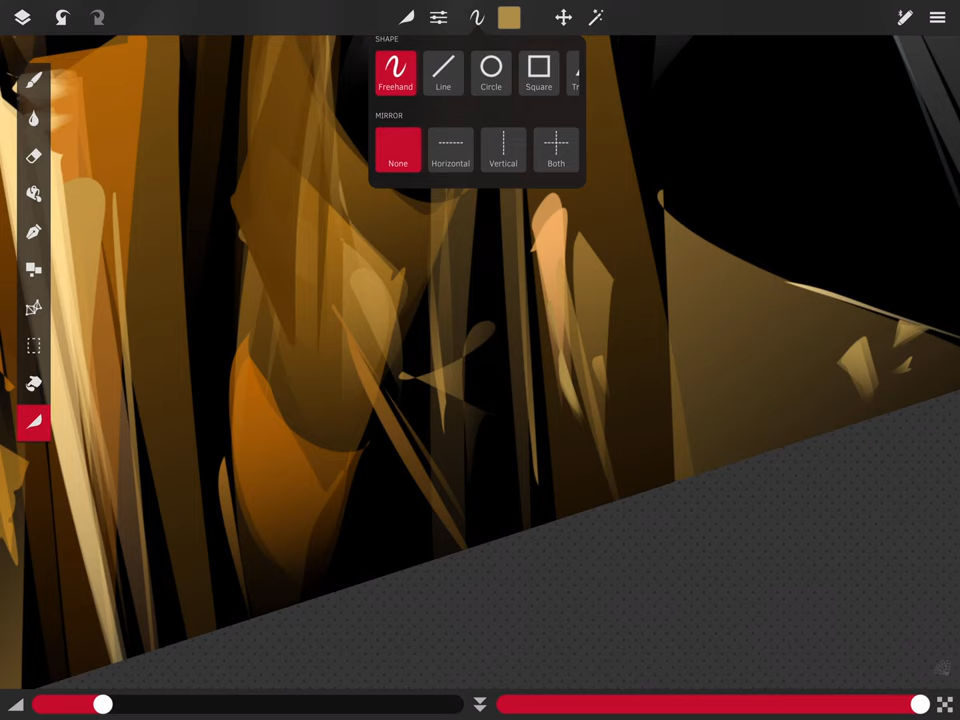 SHAPE
Freehand Line Circle Square
MIRROR
None Horizontal Vertical Both